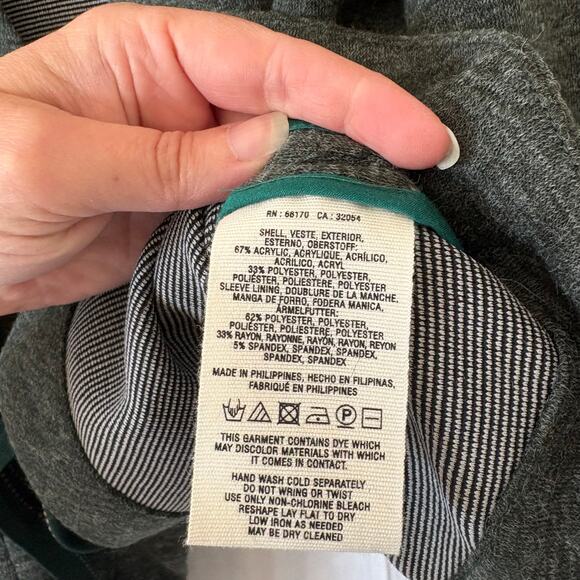 RN : 66170 CA : 32054
SHELL, VESTE, EXTERIOR,
ESTERNO, OBERSTOFF:
67% ACRYLIC, ACRYLIQUE, ACRÍLICO,
ACRILICO, ACRYL
33% POLYESTER, POLYESTER,
POLIÉSTER, POLIESTERE, POLYESTER
SLEEVE LINING, DOUBLURE DE LA MANCHE,
MANGA DE FORRO, FODERA MANICA,
ÄRMELFUTTER:
62% POLYESTER, POLYESTER,
POLIÉSTER, POLIESTERE, POLYESTER
33% RAYON, RAYONNE, RAYÓN, RAYON, REYON
5% SPANDEX, SPANDEX, SPANDEX,
SPANDEX, SPANDEX
MADE IN PHILIPPINES, HECHO EN FILIPINAS,
FABRIQUÉ EN PHILIPPINES
P
THIS GARMENT CONTAINS DYE WHICH
MAY DISCOLOR MATERIALS WITH WHICH
IT COMES IN CONTACT.
HAND WASH COLD SEPARATELY
DO NOT WRING OR TWIST
USE ONLY NON-CHLORINE BLEACH
RESHAPE LAY FLAT TO DRY
LOW IRON AS NEEDED
MAY BE DRY CLEANED